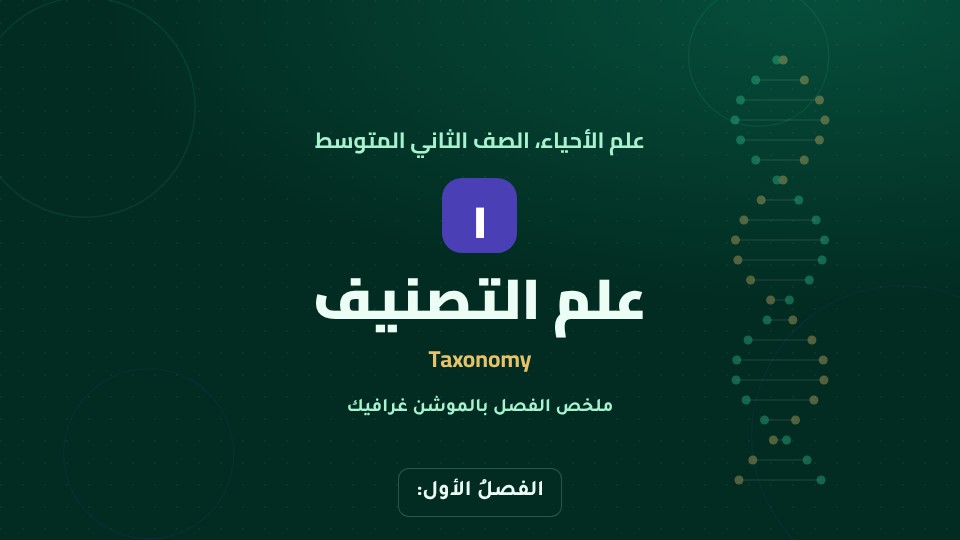 علم الأحياء، الصف الثاني المتوسط
١
علم التصنيف
Taxonomy
ملخص الفصل بالموشن غرافيك
الفصلُ الأول: